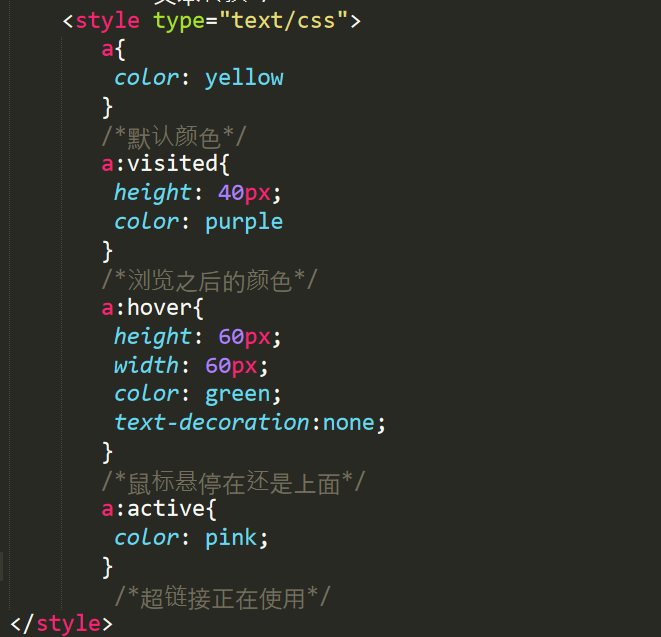 <style type="text/css">
a{
color: yellow
}
/*默认颜色*/
a:visited{
height: 40px;
color: purple
}
/*浏览之后的颜色*/
a:hover{
height: 60px;
width: 60px;
color: green;
text-decoration:none;
}
/*鼠标悬停在还是上面*/
a:active{
color: pink;
}
/*超链接正在使用*/
</style>